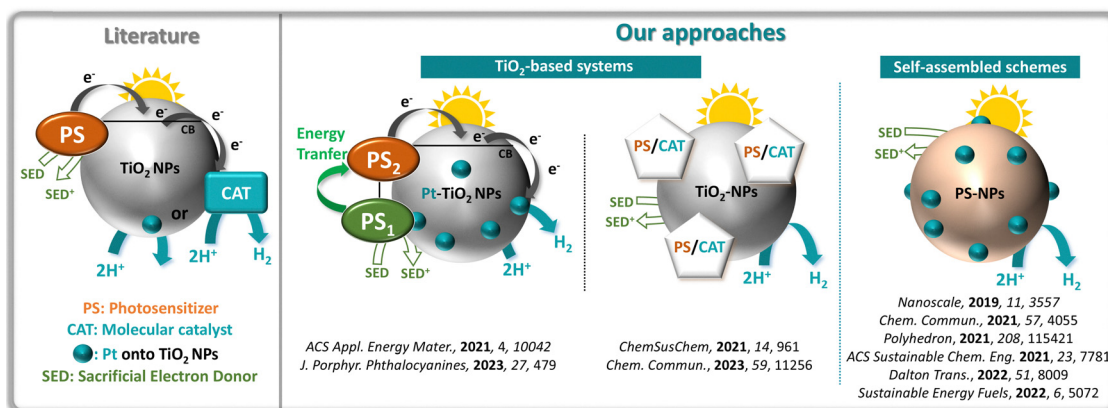 Literature
e-
e-
e-
CB
PS
TiO2 NPs
SED
SED+
or
CAT
2H+
2H+
H2
PS: Photosensitizer
CAT: Molecular catalyst
: Pt onto TiO2 NPs
SED: Sacrificial Electron Donor
Our approaches
TiO2-based systems
e-
e-
e-
CB
Energy
Tranfer
PS2
Pt-TiO2 NPs
PS1
SED
SED+
2H+
H2
ACS Appl. Energy Mater., 2021, 4, 10042
J. Porphyr. Phthalocyanines, 2023, 27, 479
PS/CAT
PS/CAT
TiO2-NPs
SED
SED+
PS/CAT
2H+
H2
ChemSusChem, 2021, 14, 961
Chem. Commun., 2023, 59, 11256
Self-assembled schemes
SED
SED+
PS-NPs
2H+
H2
Nanoscale, 2019, 11, 3557
Chem. Commun., 2021, 57, 4055
Polyhedron, 2021, 208, 115421
ACS Sustainable Chem. Eng. 2021, 23, 7781
Dalton Trans., 2022, 51, 8009
Sustainable Energy Fuels, 2022, 6, 5072